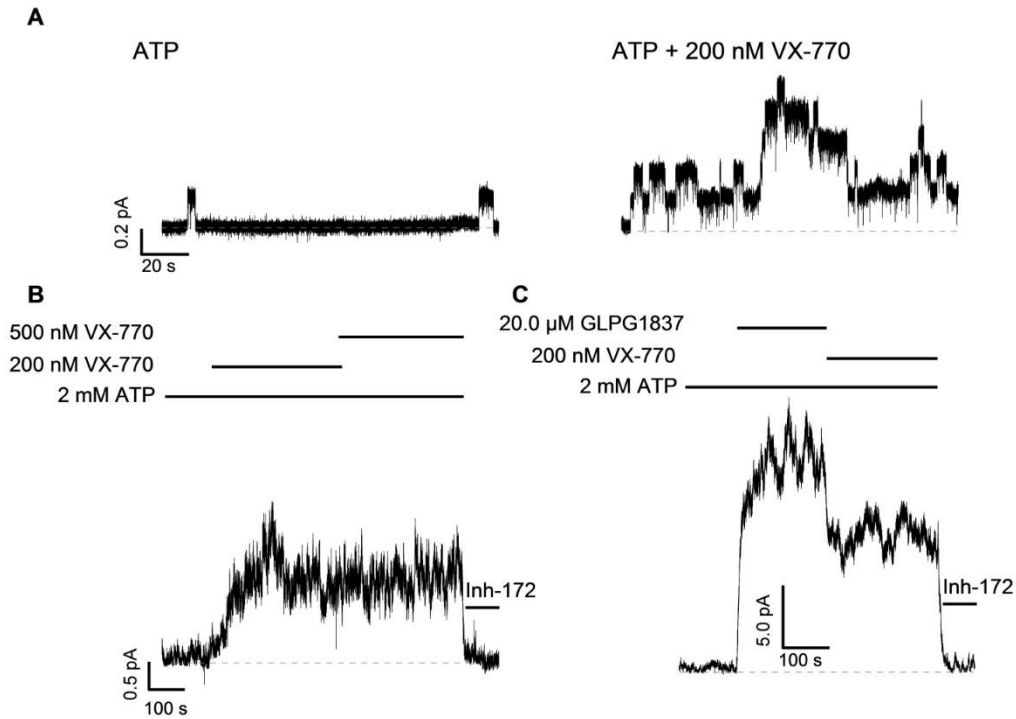 A
ATP
ATP + 200 nM VX-770
0.2 pA
20 s
B
500 nM VX-770
200 nM VX-770
2 mM ATP
Inh-172
0.5 pA
100 s
C
20.0 µM GLPG1837
200 nM VX-770
2 mM ATP
Inh-172
5.0 pA
100 s